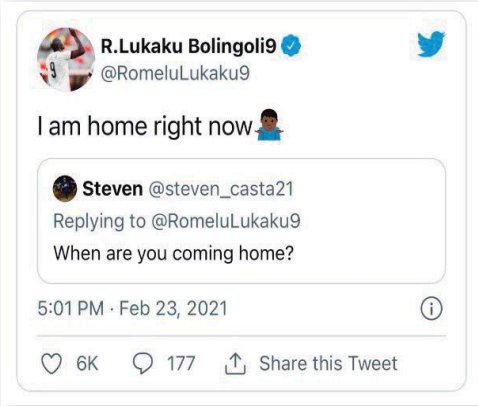 R.Lukaku Bolingoli9
@RomeluLukaku9
I am home right now🤷🏿‍♂️
Steven @steven_casta21
Replying to @RomeluLukaku9
When are you coming home?
5:01 PM · Feb 23, 2021
6K 177 Share this Tweet